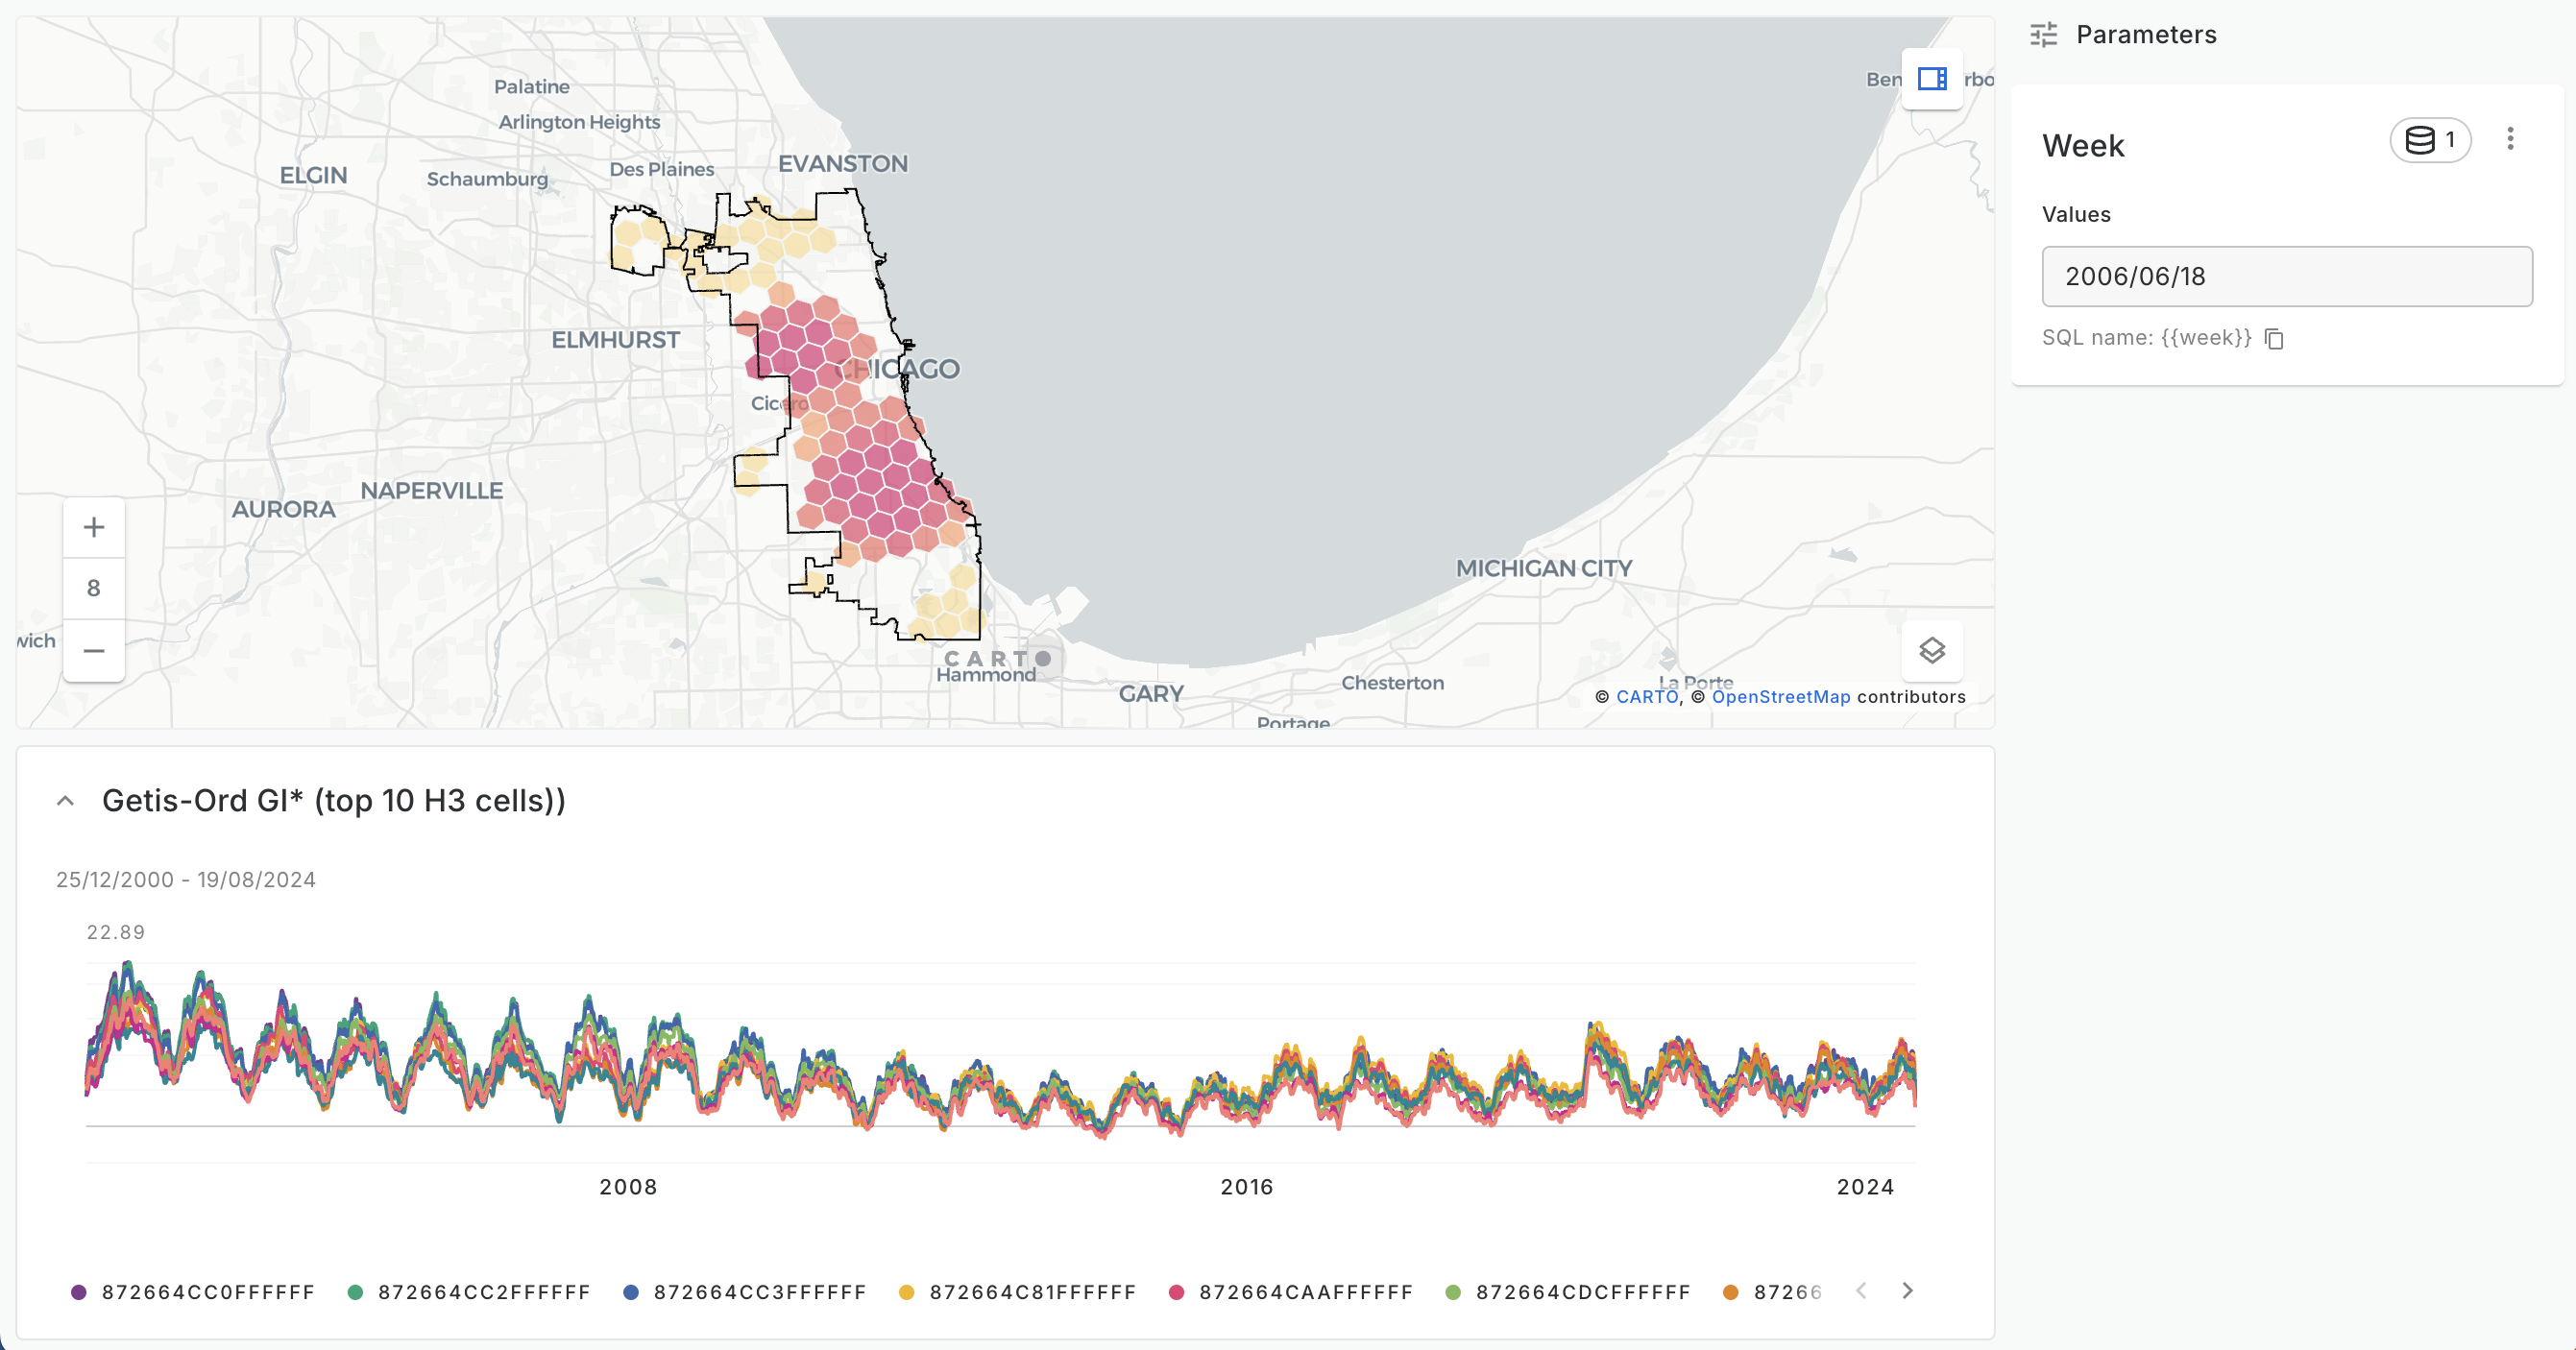 Palatine
Arlington Heights
Des Plaines
EVANSTON
ELGIN
Schaumburg
ELMHURST
CHICAGO
Cicero
NAPERVILLE
AURORA
MICHIGAN CITY
wich
Hammond
GARY
Chesterton
La Porte
Portage
Ben
rbo
+
8
−
CARTO
© CARTO, © OpenStreetMap contributors
Parameters
Week
1
Values
2006/06/18
SQL name: {{week}}
Getis-Ord GI* (top 10 H3 cells))
25/12/2000 - 19/08/2024
22.89
2008 2016 2024
872664CC0FFFFFF 872664CC2FFFFFF 872664CC3FFFFFF 872664C81FFFFFF 872664CAAFFFFFF 872664CDCFFFFFF 87266